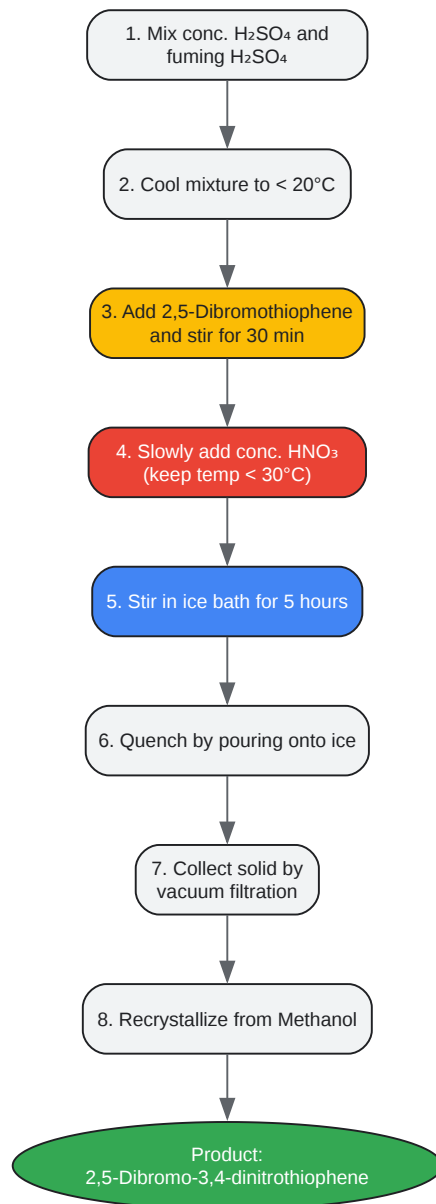 1. Mix conc. H₂SO₄ and
fuming H₂SO₄
2. Cool mixture to < 20°C
3. Add 2,5-Dibromothiophene
and stir for 30 min
4. Slowly add conc. HNO₃
(keep temp < 30°C)
5. Stir in ice bath for 5 hours
6. Quench by pouring onto ice
7. Collect solid by
vacuum filtration
8. Recrystallize from Methanol
Product:
2,5-Dibromo-3,4-dinitrothiophene